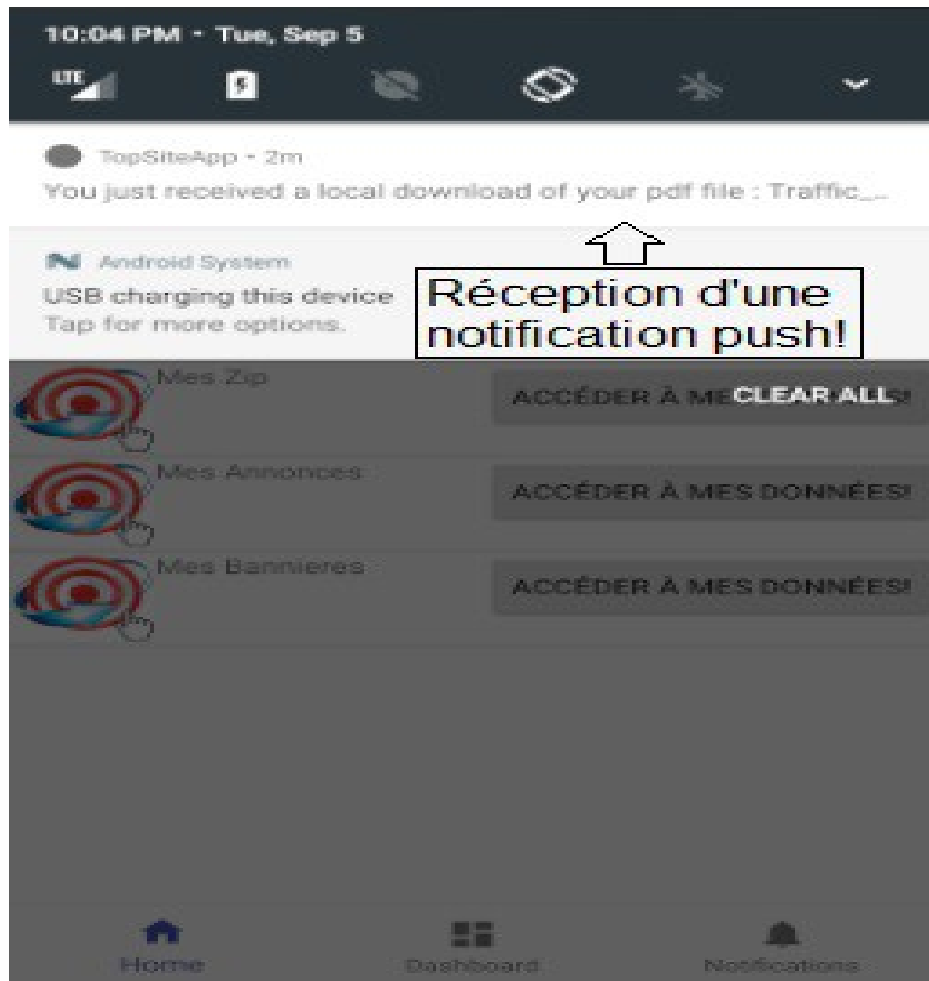 10:04 PM • Tue, Sep 5
LTE
TopSiteApp • 2m
You just received a local download of your pdf file : Traffic_...
Android System
USB charging this device
Tap for more options.
Réception d'une
notification push!
CLEAR ALL
Mes Zip
ACCÉDER À ME
Mes Annonces
ACCÉDER À MES DONNÉES!
Mes Bannieres
ACCÉDER À MES DONNÉES!
Home
Dashboard
Notifications